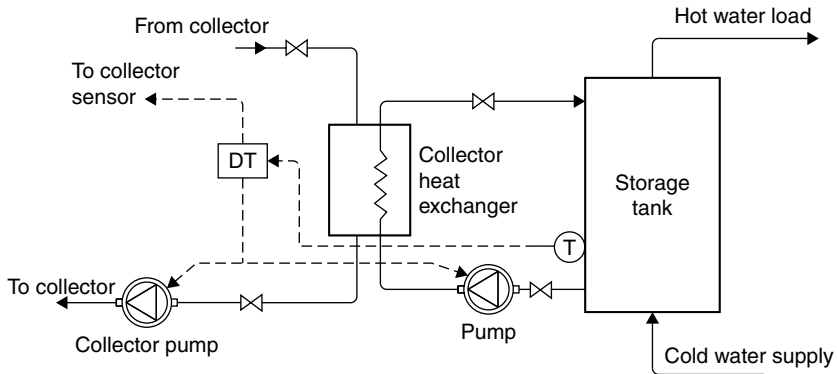 Hot water load
From collector
To collector
sensor
DT
Collector
heat
exchanger
Storage
tank
T
To collector
Pump
Collector pump
Cold water supply